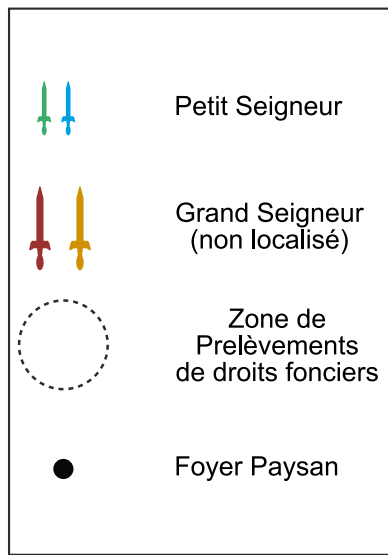 Petit Seigneur
Grand Seigneur
(non localisé)
Zone de
Prelèvements
de droits fonciers
Foyer Paysan